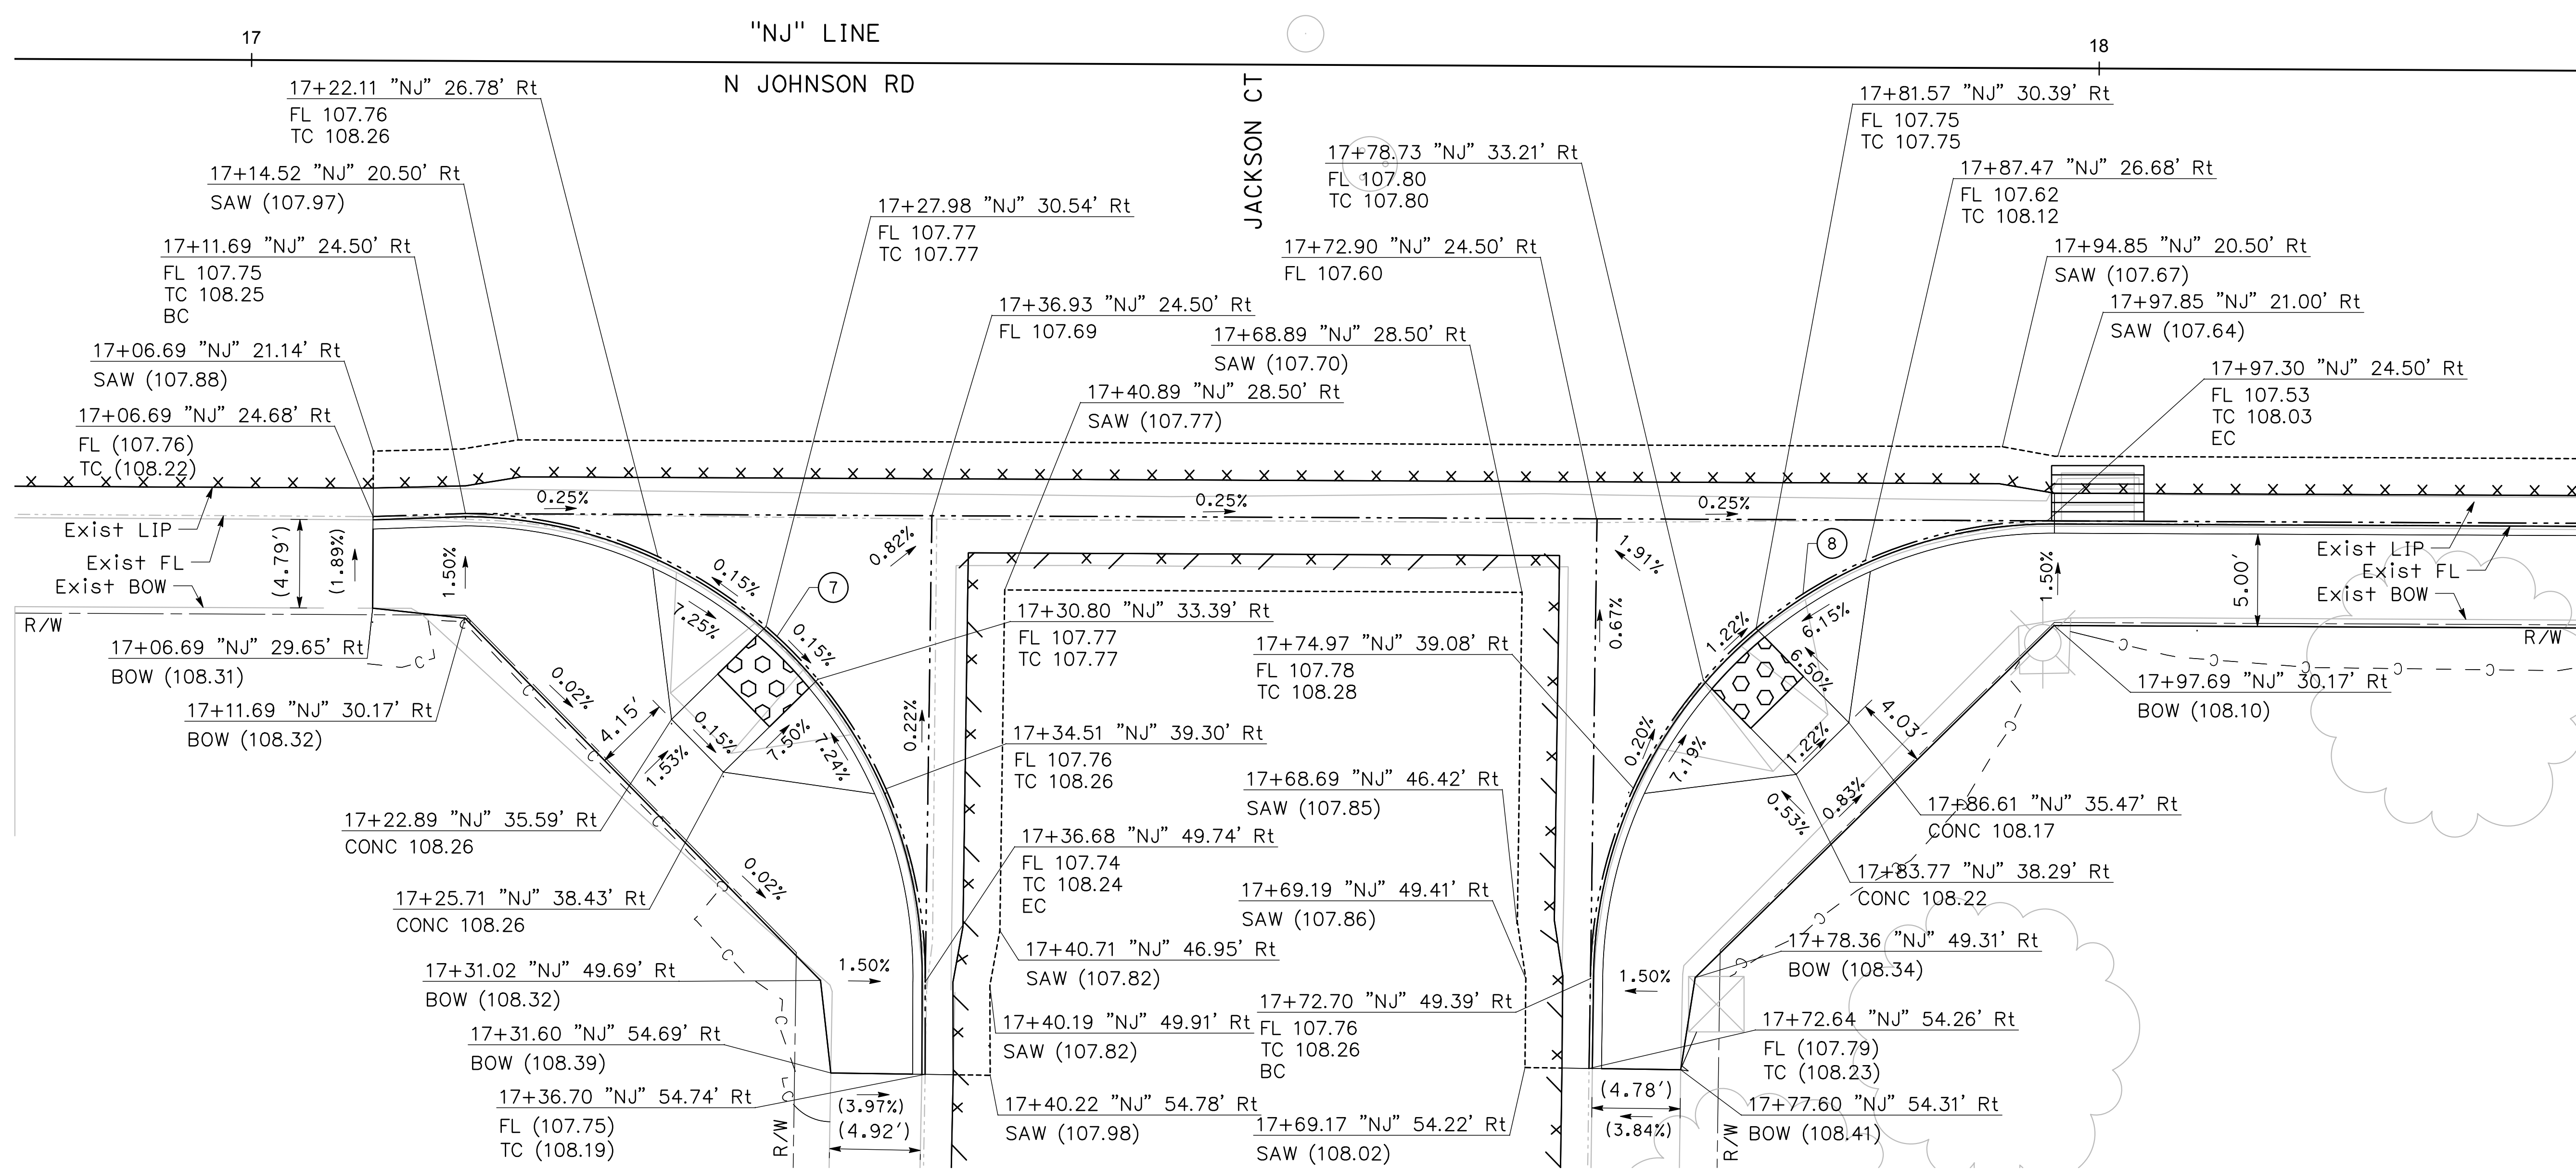 "NJ" LINE
17
18
N JOHNSON RD
JACKSON CT
17+22.11 "NJ" 26.78' Rt
FL 107.76
TC 108.26
17+14.52 "NJ" 20.50' Rt
SAW (107.97)
17+11.69 "NJ" 24.50' Rt
FL 107.75
TC 108.25
BC
17+06.69 "NJ" 21.14' Rt
SAW (107.88)
17+06.69 "NJ" 24.68' Rt
FL (107.76)
TC (108.22)
17+27.98 "NJ" 30.54' Rt
FL 107.77
TC 107.77
17+36.93 "NJ" 24.50' Rt
FL 107.69
17+40.89 "NJ" 28.50' Rt
SAW (107.77)
17+68.89 "NJ" 28.50' Rt
SAW (107.70)
17+72.90 "NJ" 24.50' Rt
FL 107.60
17+78.73 "NJ" 33.21' Rt
FL 107.80
TC 107.80
17+81.57 "NJ" 30.39' Rt
FL 107.75
TC 107.75
17+87.47 "NJ" 26.68' Rt
FL 107.62
TC 108.12
17+94.85 "NJ" 20.50' Rt
SAW (107.67)
17+97.85 "NJ" 21.00' Rt
SAW (107.64)
17+97.30 "NJ" 24.50' Rt
FL 107.53
TC 108.03
EC
0.25%
0.25%
0.25%
Exist LIP
Exist FL
Exist BOW
R/W
(4.79')
(1.89%)
1.50%
0.15%
7
0.82%
7.25%
0.15%
0.02%
4.15'
0.15%
1.53%
7.50%
7.24%
0.22%
0.02%
1.50%
17+06.69 "NJ" 29.65' Rt
BOW (108.31)
17+11.69 "NJ" 30.17' Rt
BOW (108.32)
17+22.89 "NJ" 35.59' Rt
CONC 108.26
17+25.71 "NJ" 38.43' Rt
CONC 108.26
17+31.02 "NJ" 49.69' Rt
BOW (108.32)
17+31.60 "NJ" 54.69' Rt
BOW (108.39)
17+36.70 "NJ" 54.74' Rt
FL (107.75)
TC (108.19)
R/W
(3.97%)
(4.92')
17+30.80 "NJ" 33.39' Rt
FL 107.77
TC 107.77
17+34.51 "NJ" 39.30' Rt
FL 107.76
TC 108.26
17+36.68 "NJ" 49.74' Rt
FL 107.74
TC 108.24
EC
17+40.71 "NJ" 46.95' Rt
SAW (107.82)
17+40.19 "NJ" 49.91' Rt
SAW (107.82)
17+40.22 "NJ" 54.78' Rt
SAW (107.98)
17+74.97 "NJ" 39.08' Rt
FL 107.78
TC 108.28
17+68.69 "NJ" 46.42' Rt
SAW (107.85)
17+69.19 "NJ" 49.41' Rt
SAW (107.86)
17+72.70 "NJ" 49.39' Rt
FL 107.76
TC 108.26
BC
17+69.17 "NJ" 54.22' Rt
SAW (108.02)
1.91%
0.67%
8
1.22%
6.15%
6.50%
0.20%
7.19%
1.22%
4.03'
0.53%
0.83%
1.50%
1.50%
5.00'
Exist LIP
Exist FL
Exist BOW
R/W
17+97.69 "NJ" 30.17' Rt
BOW (108.10)
17+86.61 "NJ" 35.47' Rt
CONC 108.17
17+83.77 "NJ" 38.29' Rt
CONC 108.22
17+78.36 "NJ" 49.31' Rt
BOW (108.34)
17+72.64 "NJ" 54.26' Rt
FL (107.79)
TC (108.23)
17+77.60 "NJ" 54.31' Rt
BOW (108.41)
(4.78')
(3.84%)
R/W